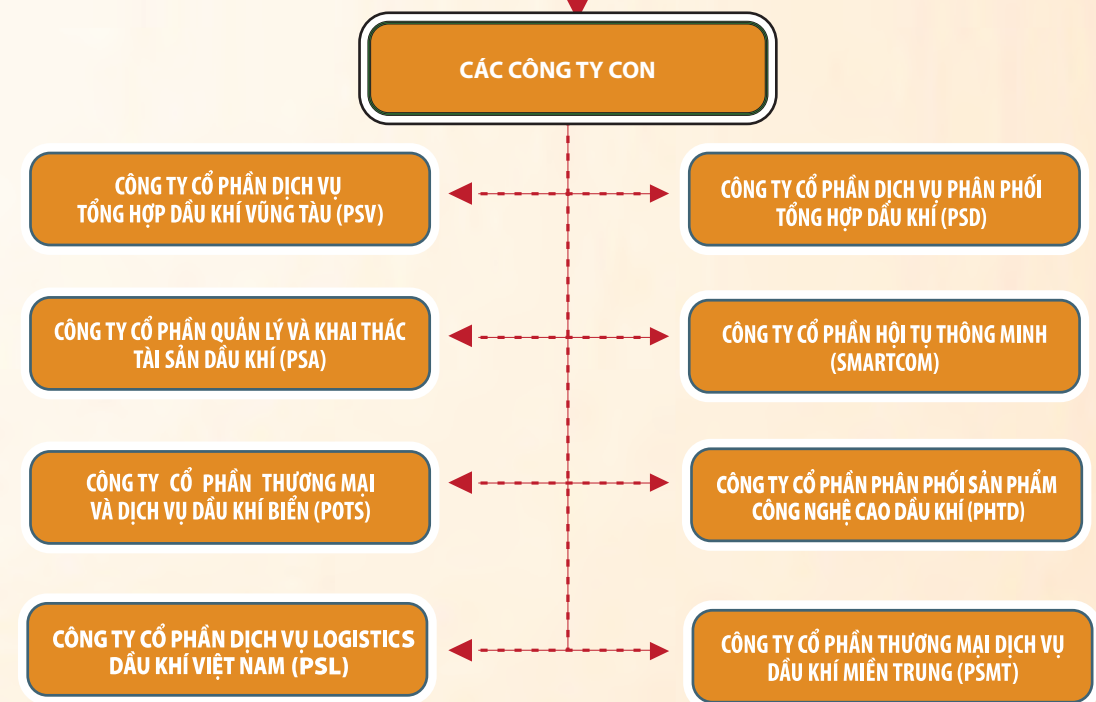 CÁC CÔNG TY CON
CÔNG TY CỔ PHẦN DỊCH VỤ
TỔNG HỢP DẦU KHÍ VŨNG TÀU (PSV)
CÔNG TY CỔ PHẦN DỊCH VỤ PHÂN PHỐI
TỔNG HỢP DẦU KHÍ (PSD)
CÔNG TY CỔ PHẦN QUẢN LÝ VÀ KHAI THÁC
TÀI SẢN DẦU KHÍ (PSA)
CÔNG TY CỔ PHẦN HỘI TỤ THÔNG MINH
(SMARTCOM)
CÔNG TY CỔ PHẦN THƯƠNG MẠI
VÀ DỊCH VỤ DẦU KHÍ BIỂN (POTS)
CÔNG TY CỔ PHẦN PHÂN PHỐI SẢN PHẨM
CÔNG NGHỆ CAO DẦU KHÍ (PHTD)
CÔNG TY CỔ PHẦN DỊCH VỤ LOGISTICS
DẦU KHÍ VIỆT NAM (PSL)
CÔNG TY CỔ PHẦN THƯƠNG MẠI DỊCH VỤ
DẦU KHÍ MIỀN TRUNG (PSMT)